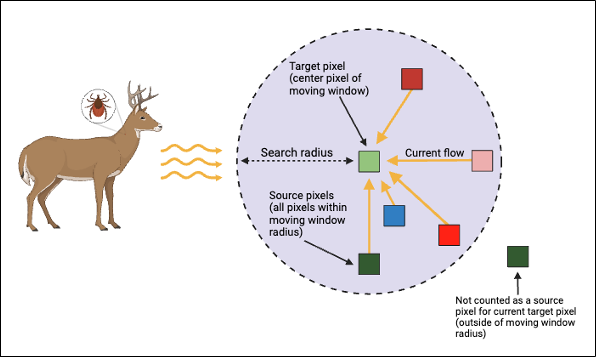 Target pixel
(center pixel of
moving window)
Search radius
Current flow
Source pixels
(all pixels within
moving window
radius)
Not counted as a source
pixel for current target pixel
(outside of moving window
radius)